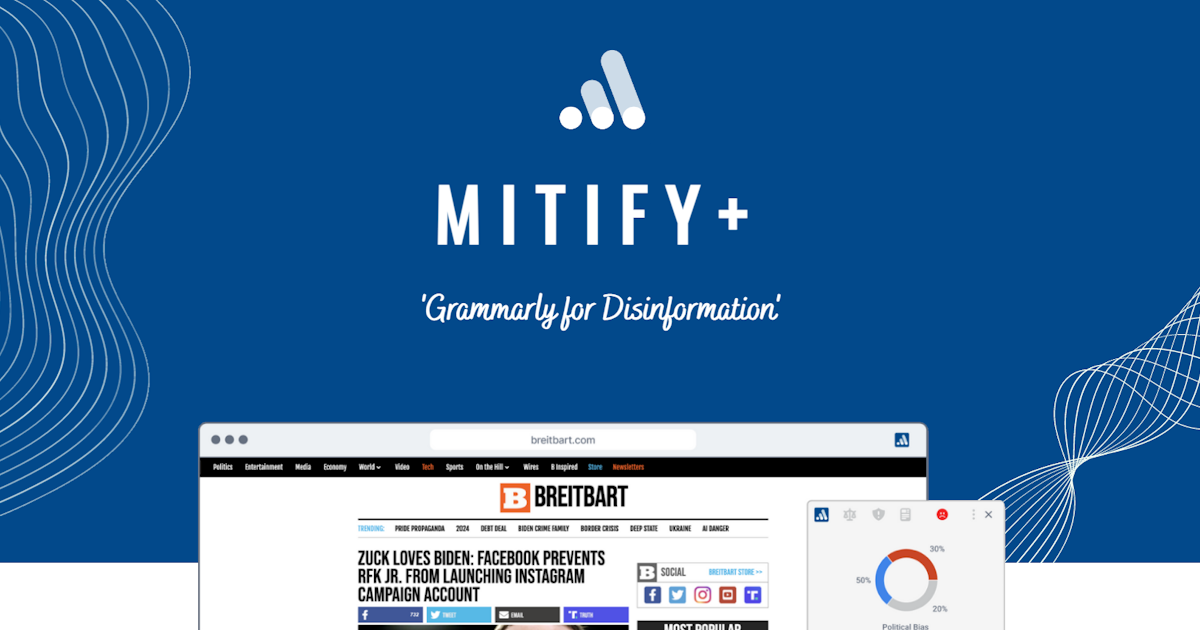 MITIFY+
'Grammarly for Disinformation'
breitbart.com
Politics Entertainment Media Economy World Video Tech Sports On the Hill Wires B Inspired Store Newsletters
B BREITBART
TRENDING: PRIDE PROPAGANDA 2024 DEBT DEAL BIDEN CRIME FAMILY BORDER CRISIS DEEP STATE UKRAINE AI DANGER
ZUCK LOVES BIDEN: FACEBOOK PREVENTS
RFK JR. FROM LAUNCHING INSTAGRAM
CAMPAIGN ACCOUNT
732 TWEET EMAIL TRUTH
B SOCIAL BREITBART STORE >>
MOST POPULAR
30%
50%
20%
Political Bias